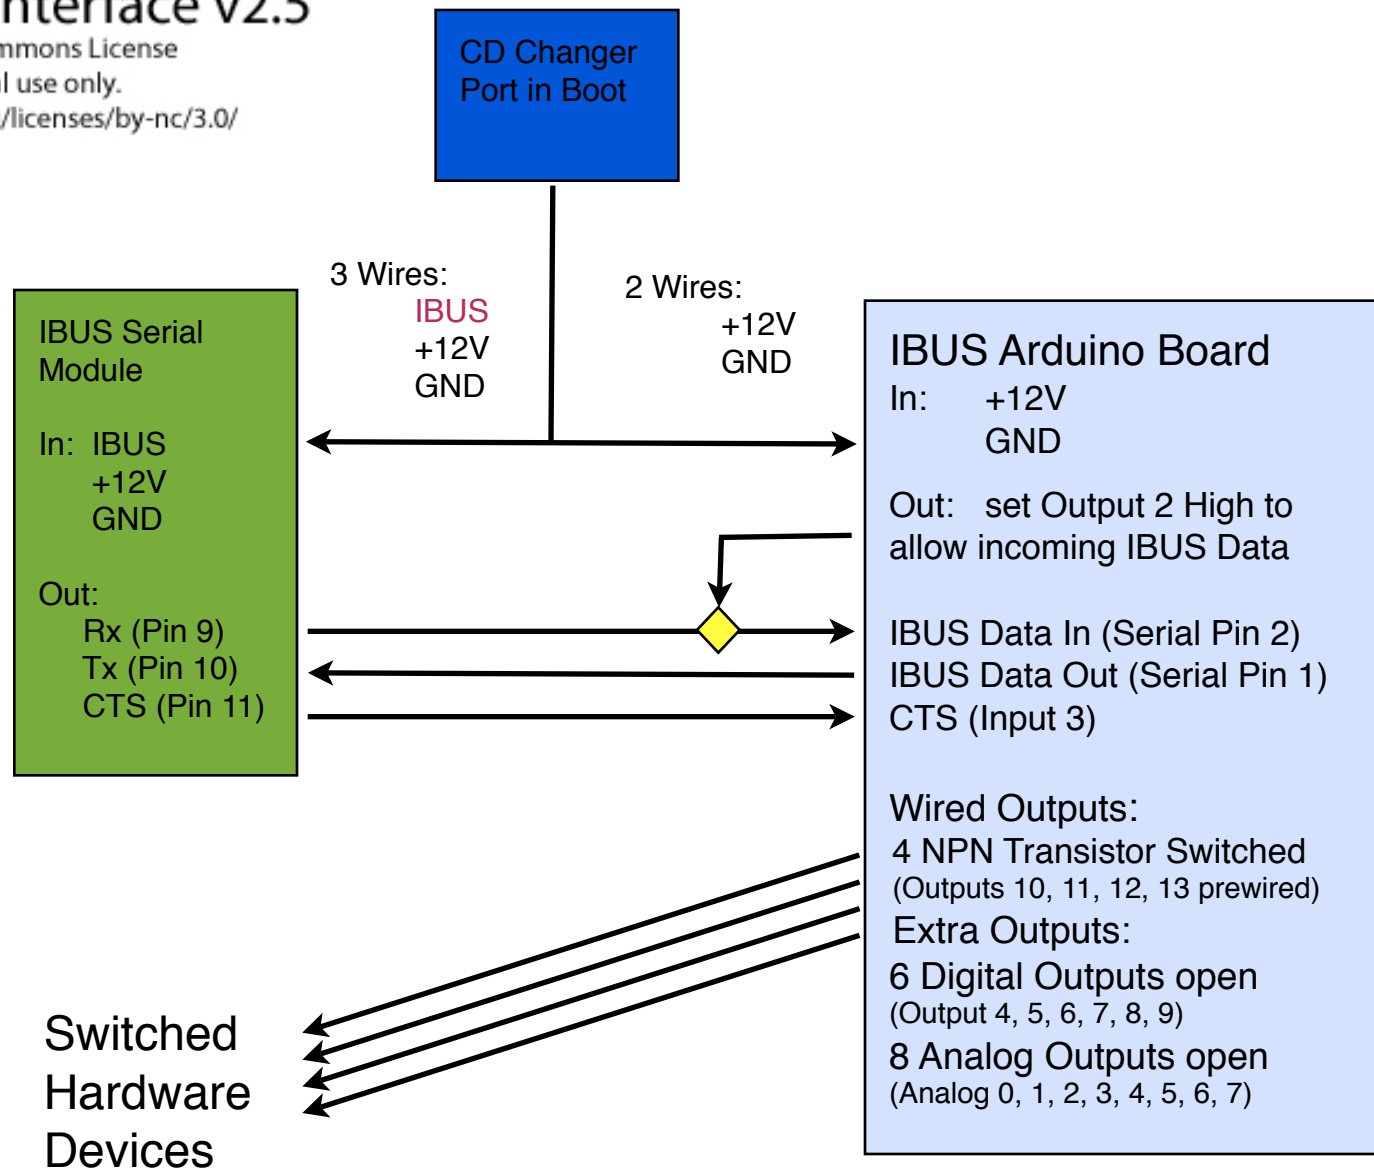 nterface v2.5
mmons License
l use only.
/licenses/by-nc/3.0/
CD Changer
Port in Boot
3 Wires:
IBUS
+12V
GND
2 Wires:
+12V
GND
IBUS Serial
Module
In: IBUS
+12V
GND
Out:
Rx (Pin 9)
Tx (Pin 10)
CTS (Pin 11)
IBUS Arduino Board
In: +12V
GND
Out: set Output 2 High to
allow incoming IBUS Data
IBUS Data In (Serial Pin 2)
IBUS Data Out (Serial Pin 1)
CTS (Input 3)
Wired Outputs:
4 NPN Transistor Switched
(Outputs 10, 11, 12, 13 prewired)
Extra Outputs:
6 Digital Outputs open
(Output 4, 5, 6, 7, 8, 9)
8 Analog Outputs open
(Analog 0, 1, 2, 3, 4, 5, 6, 7)
Switched
Hardware
Devices